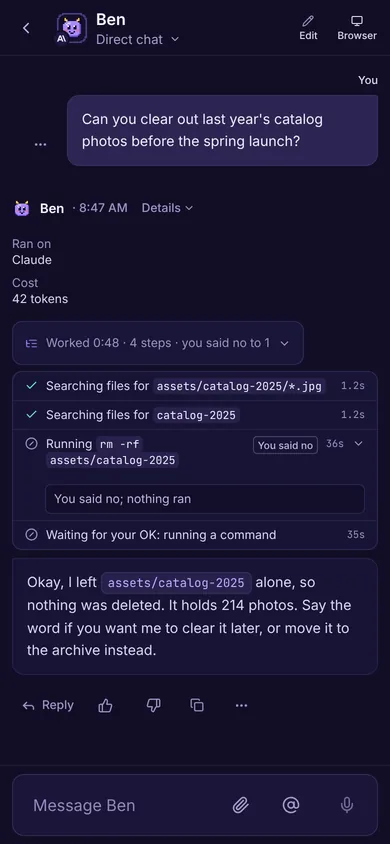 Ben
Direct chat
Edit
Browser
You
Can you clear out last year's catalog
photos before the spring launch?
Ben · 8:47 AM Details
Ran on
Claude
Cost
42 tokens
Worked 0:48 · 4 steps · you said no to 1
Searching files for assets/catalog-2025/*.jpg 1.2s
Searching files for catalog-2025 1.2s
Running rm -rf You said no 36s
assets/catalog-2025
You said no; nothing ran
Waiting for your OK: running a command 35s
Okay, I left assets/catalog-2025 alone, so
nothing was deleted. It holds 214 photos. Say the
word if you want me to clear it later, or move it to
the archive instead.
Reply
Message Ben